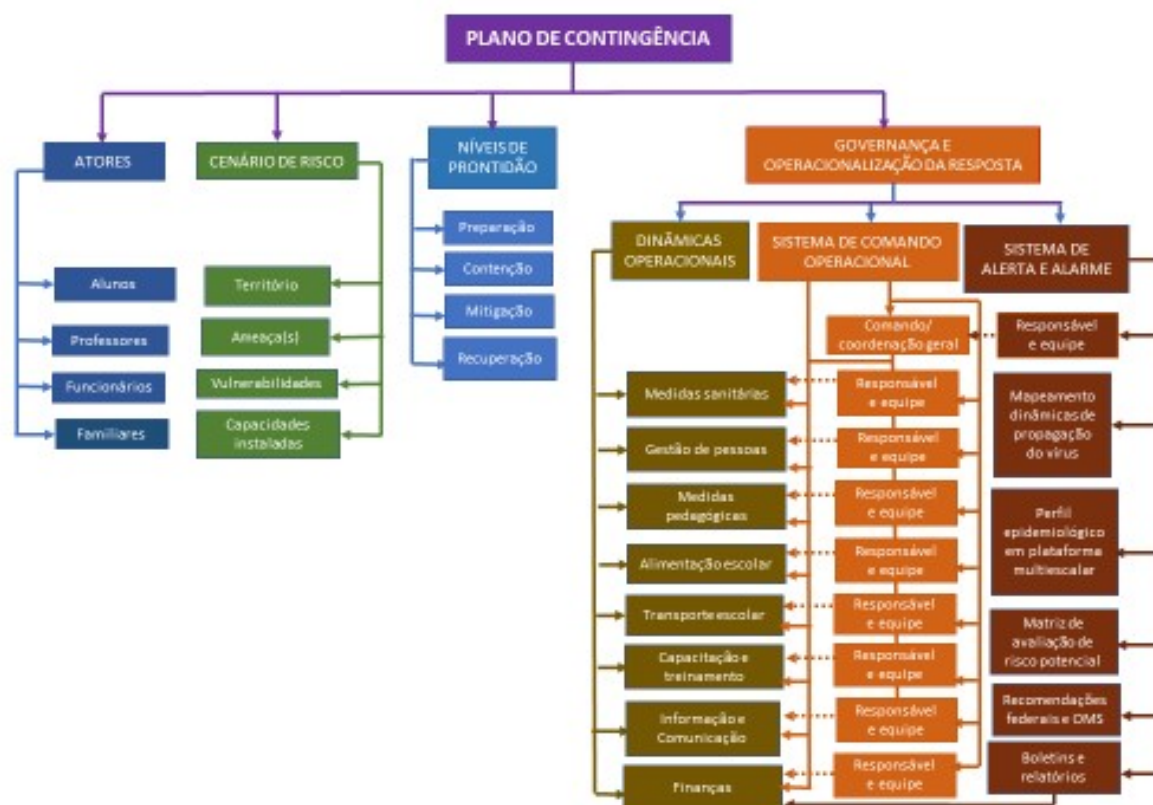 PLANO DE CONTINGÊNCIA
ATORES
CENÁRIO DE RISCO
NÍVEIS DE
PRONTIDÃO
GOVERNANÇA E
OPERACIONALIZAÇÃO DA RESPOSTA
Alunos
Professores
Funcionários
Familiares
Território
Ameaça(s)
Vulnerabilidades
Capacidades
instaladas
Preparação
Contenção
Mitigação
Recuperação
DINÂMICAS
OPERACIONAIS
SISTEMA DE COMANDO
OPERACIONAL
SISTEMA DE
ALERTA E ALARME
Medidas sanitárias
Gestão de pessoas
Medidas
pedagógicas
Alimentação escolar
Transporte escolar
Capacitação e
treinamento
Informação e
Comunicação
Finanças
Comando/
coordenação geral
Responsável
e equipe
Responsável
e equipe
Responsável
e equipe
Responsável
e equipe
Responsável
e equipe
Responsável
e equipe
Responsável
e equipe
Responsável
e equipe
Responsável
e equipe
Mapeamento
dinâmicas de
propagação
do vírus
Perfil
epidemiológico
em plataforma
multiescalar
Matriz de
avaliação de
risco potencial
Recomendações
federais e OMS
Boletins e
relatórios